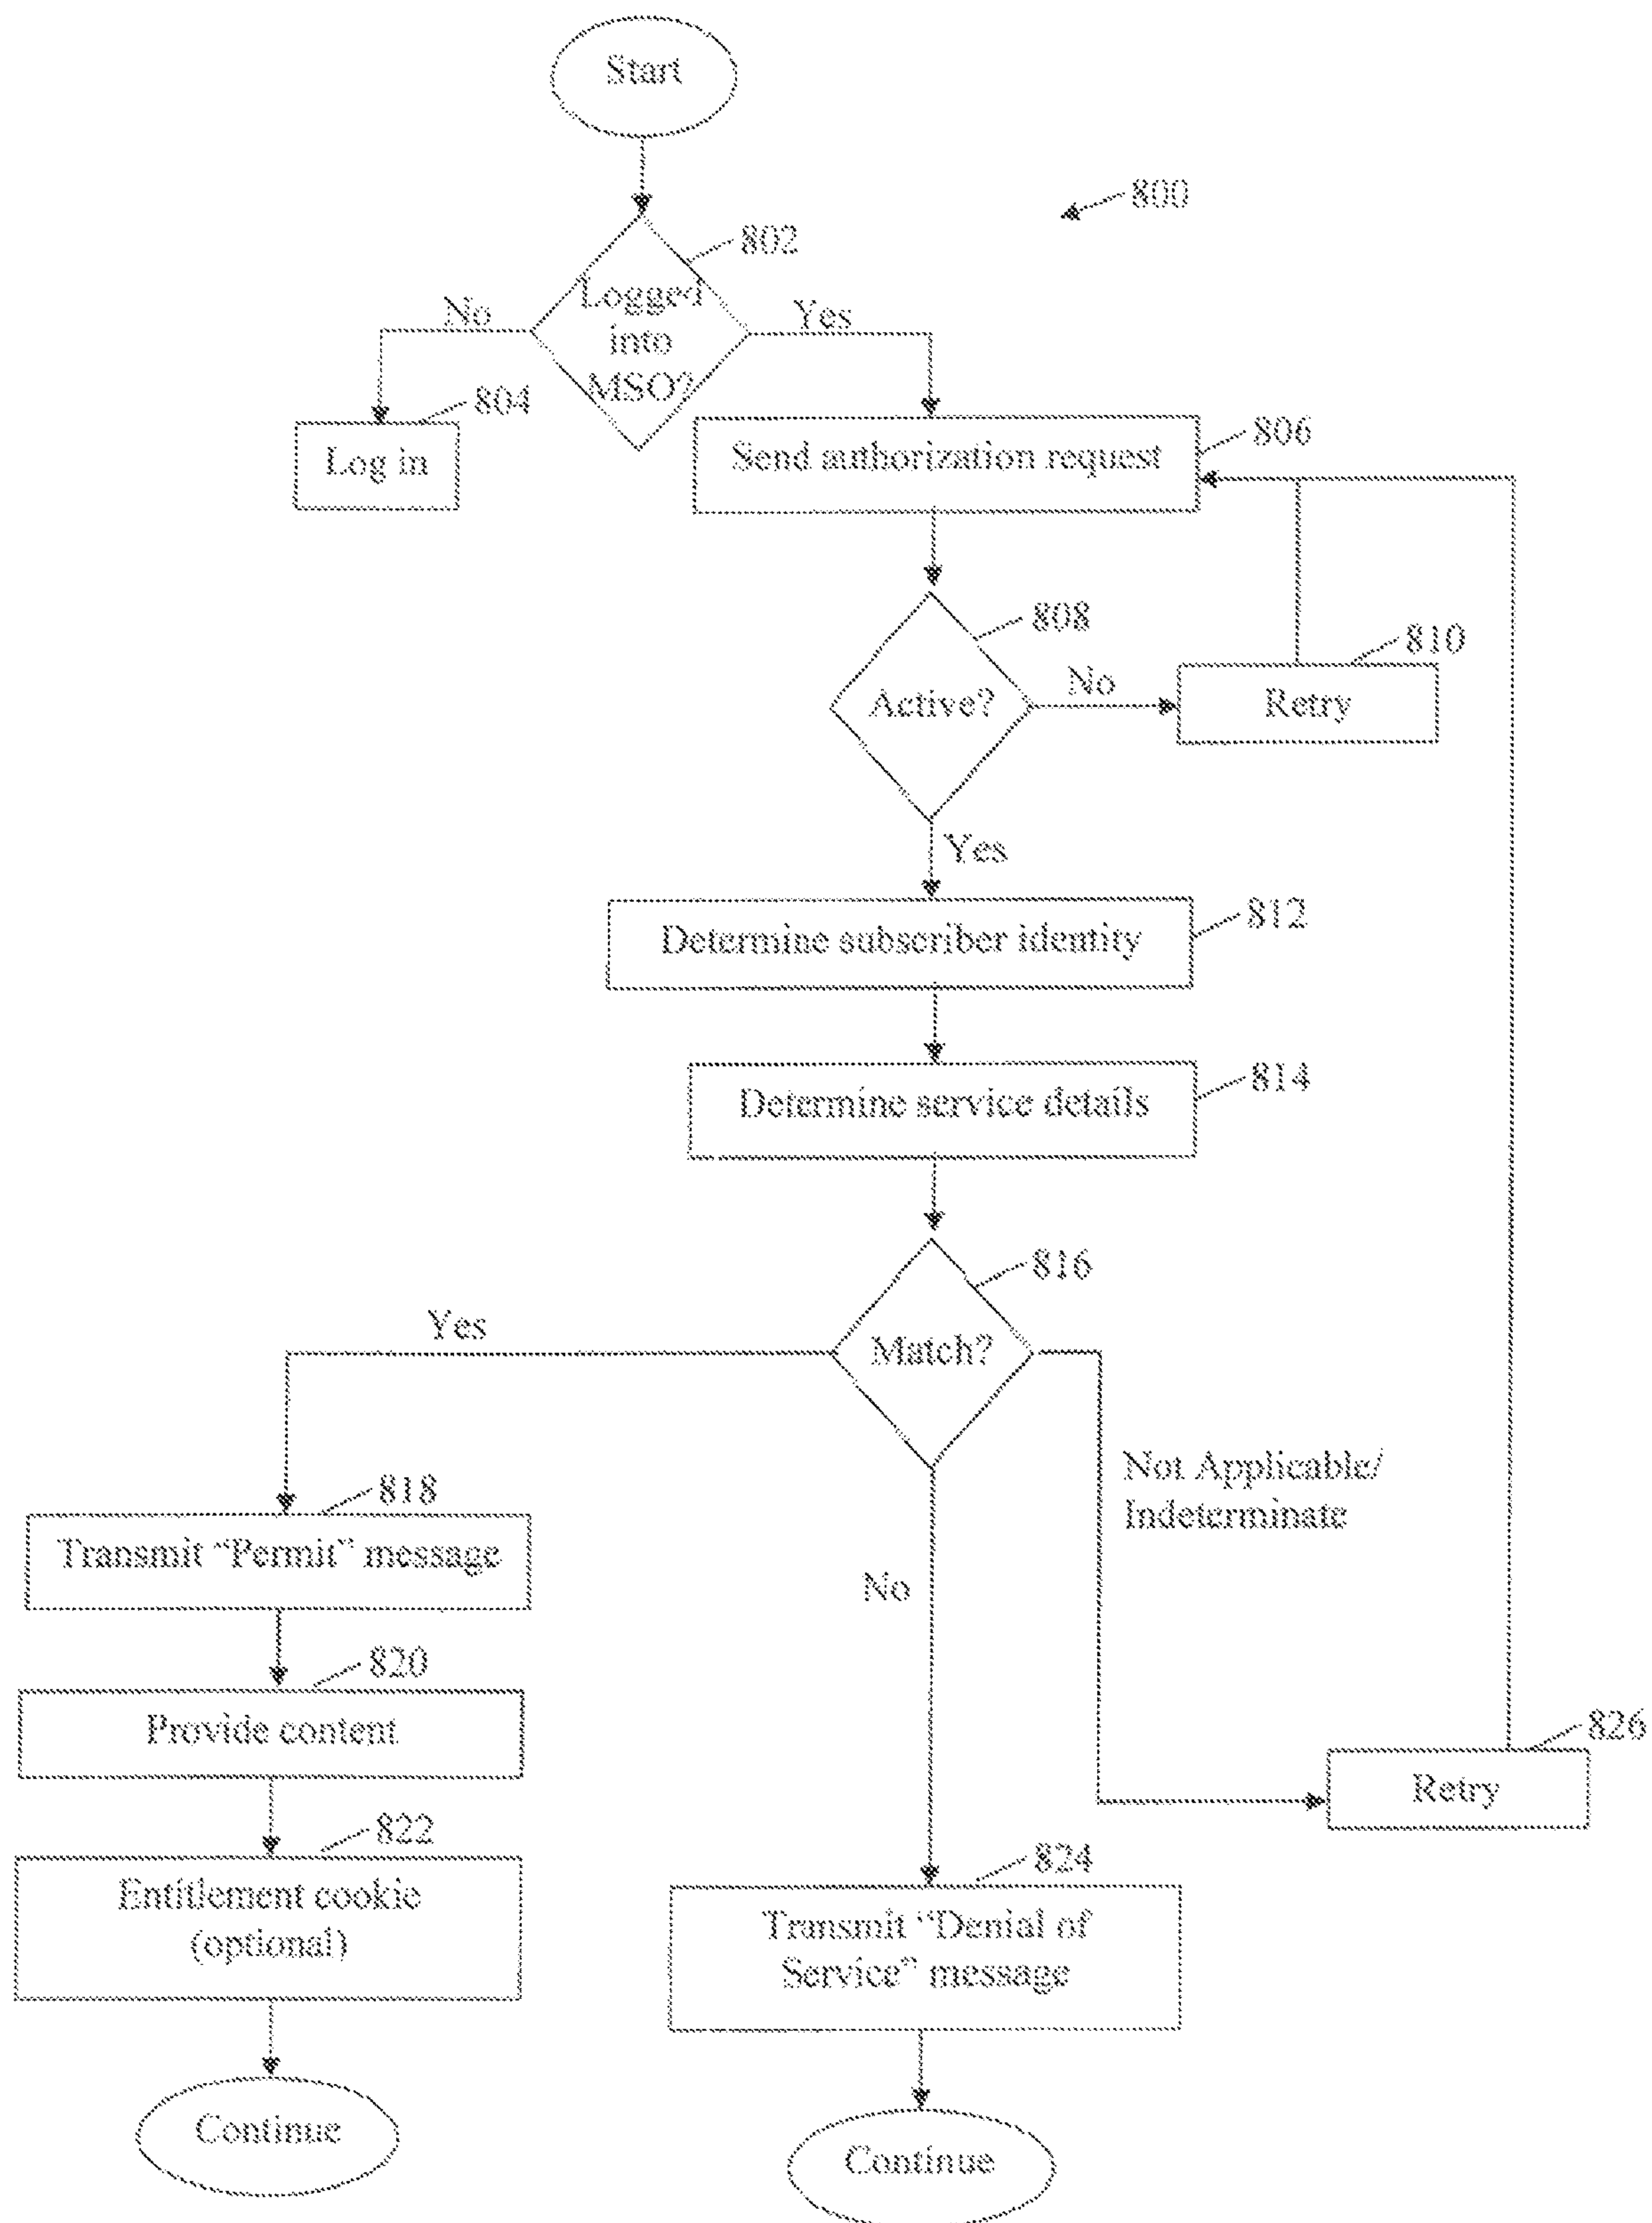 Start
800
802
Logged
into
MSO?
No
Yes
804
Log in
806
Send authorization request
808
Active?
No
810
Retry
Yes
812
Determine subscriber identity
814
Determine service details
816
Match?
Yes
Not Applicable/
Indeterminate
No
818
Transmit “Permit” message
820
Provide content
826
Retry
822
Entitlement cookie
(optional)
824
Transmit “Denial of
Service” message
Continue
Continue